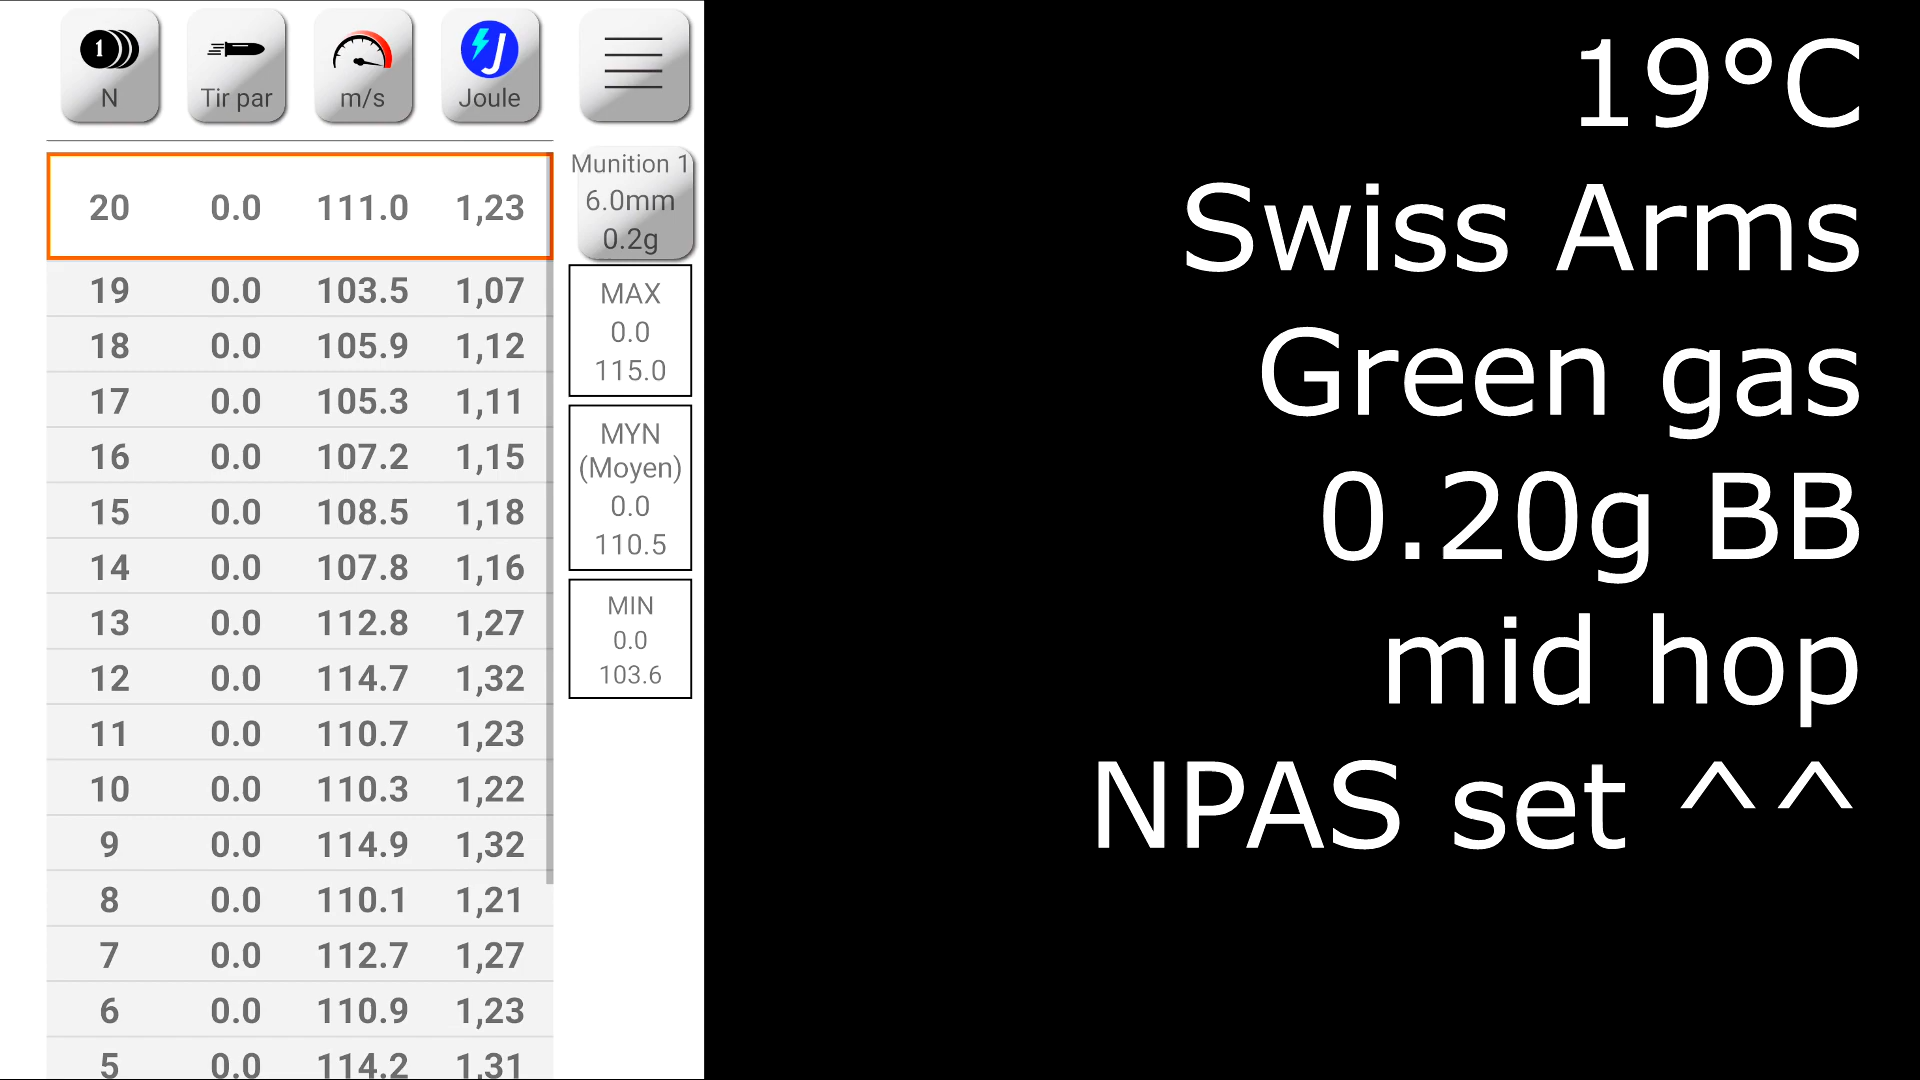 N Tir par m/s Joule
20 0.0 111.0 1,23
19 0.0 103.5 1,07
18 0.0 105.9 1,12
17 0.0 105.3 1,11
16 0.0 107.2 1,15
15 0.0 108.5 1,18
14 0.0 107.8 1,16
13 0.0 112.8 1,27
12 0.0 114.7 1,32
11 0.0 110.7 1,23
10 0.0 110.3 1,22
9 0.0 114.9 1,32
8 0.0 110.1 1,21
7 0.0 112.7 1,27
6 0.0 110.9 1,23
5 0.0 114.2 1,31
Munition 1
6.0mm
0.2g
MAX
0.0
115.0
MYN
(Moyen)
0.0
110.5
MIN
0.0
103.6
19°C
Swiss Arms
Green gas
0.20g BB
mid hop
NPAS set ^^